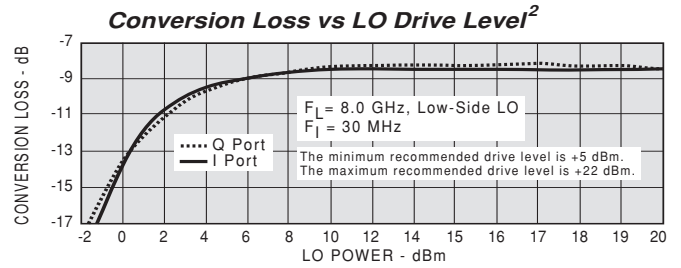 Conversion Loss vs LO Drive Level2
CONVERSION LOSS - dB
-7
-9
-11
-13
-15
-17
FL = 8.0 GHz, Low-Side LO
FI = 30 MHz
Q Port
I Port
The minimum recommended drive level is +5 dBm.
The maximum recommended drive level is +22 dBm.
-2 0 2 4 6 8 10 12 14 15 16 17 18 19 20
LO POWER - dBm